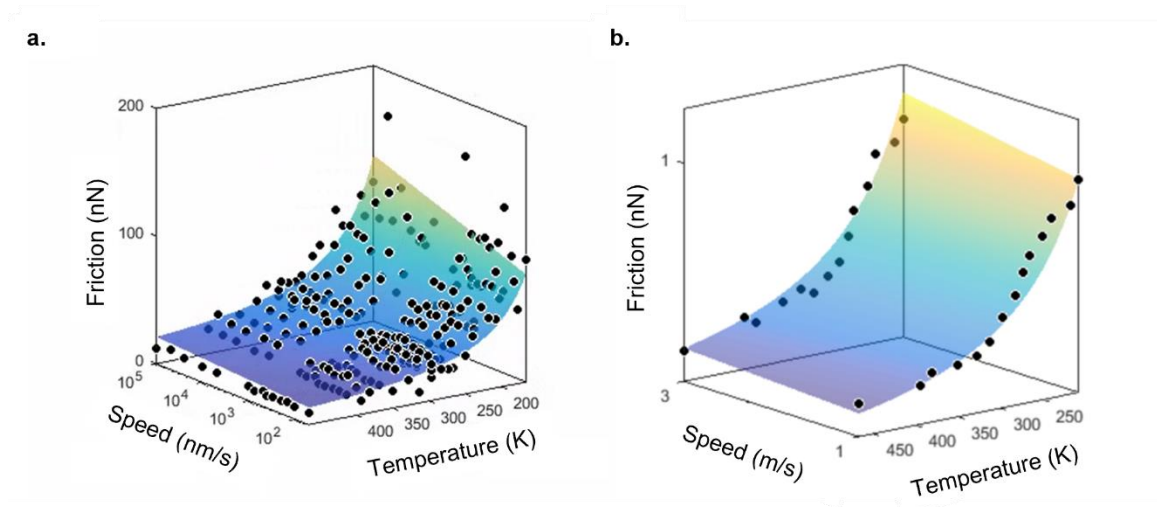 a.
200
100
0
Friction (nN)
10⁵
10⁴
10³
10²
Speed (nm/s)
400
350
300
250
200
Temperature (K)
b.
1
Friction (nN)
3
1
Speed (m/s)
450
400
350
300
250
Temperature (K)